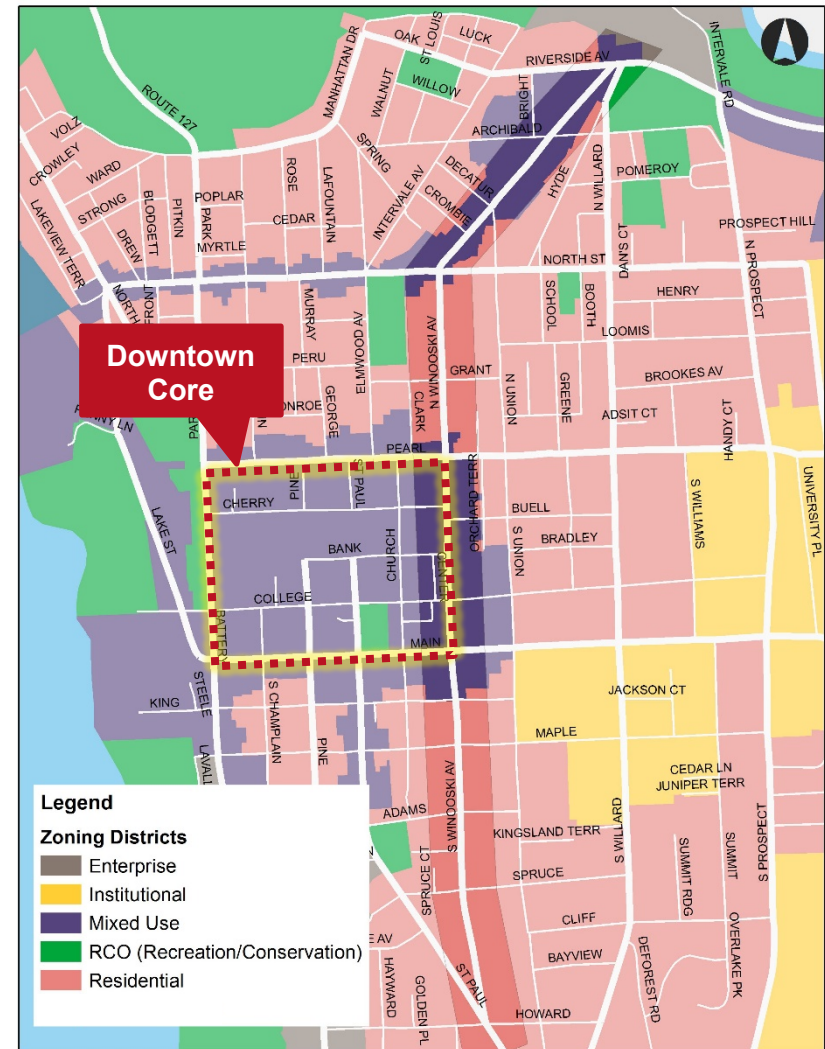 ST LOUIS
LUCK
OAK
RIVERSIDE AV
INTERVALE RD
MANHATTAN DR
WILLOW
WALNUT
BRIGHT
ROUTE 127
ARCHIBALD
VOLZ
CROWLEY
WARD
SPRING
INTERVALE AV
DECATUR
CROMBIE
HYDE
N WILLARD
POMEROY
STRONG
BLODGETT
PITKIN
POPLAR
PARK
ROSE
LAFOUNTAIN
CEDAR
MYRTLE
LAKEVIEW TERR
DREW
DAN'S CT
PROSPECT HILL
N PROSPECT
NORTH
FRONT
NORTH ST
MURRAY
ELMWOOD AV
N WINOOSKI AV
SCHOOL
BOOTH
HENRY
LOOMIS
Downtown
Core
PERU
GRANT
GEORGE
CLARK
N UNION
GREENE
BROOKES AV
ADSIT CT
HANDY CT
PEARL
PINE
ST PAUL
CHERRY
ORCHARD TERR
LAKE ST
BUELL
S WILLIAMS
UNIVERSITY PL
BANK
CHURCH
CENTER
S UNION
BRADLEY
COLLEGE
MAIN
STEELE
KING
S CHAMPLAIN
PINE
JACKSON CT
MAPLE
CEDAR LN
JUNIPER TERR
S WINOOSKI AV
S WILLARD
S PROSPECT
ADAMS
KINGSLAND TERR
SUMMIT
SPRUCE CT
SPRUCE
SUMMIT RDG
CLIFF
OVERLAKE PK
BAYVIEW
DEFOREST RD
HAYWARD
GOLDEN PL
ST PAUL
HOWARD
Legend
Zoning Districts
Enterprise
Institutional
Mixed Use
RCO (Recreation/Conservation)
Residential